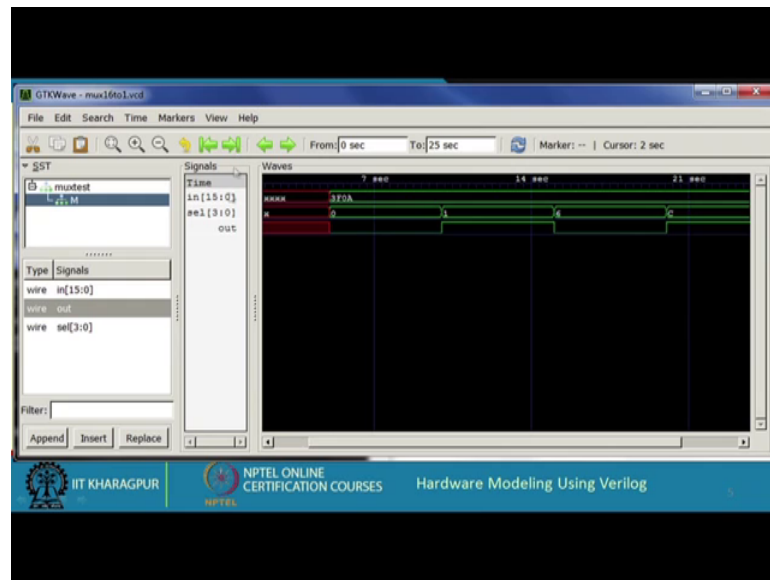 GTKWave - mux16to1.vcd
File Edit Search Time Markers View Help
From: 0 sec To: 25 sec Marker: -- | Cursor: 2 sec
SST
muxtest
M
Type Signals
wire in[15:0]
wire out
wire sel[3:0]
Filter:
Append Insert Replace
Signals
Time
in[15:0]
sel[3:0]
out
Waves
7 sec 14 sec 21 sec
xxxx 3F0A
x 0 1 6 C
IIT KHARAGPUR
NPTEL
NPTEL ONLINE
CERTIFICATION COURSES
Hardware Modeling Using Verilog
5